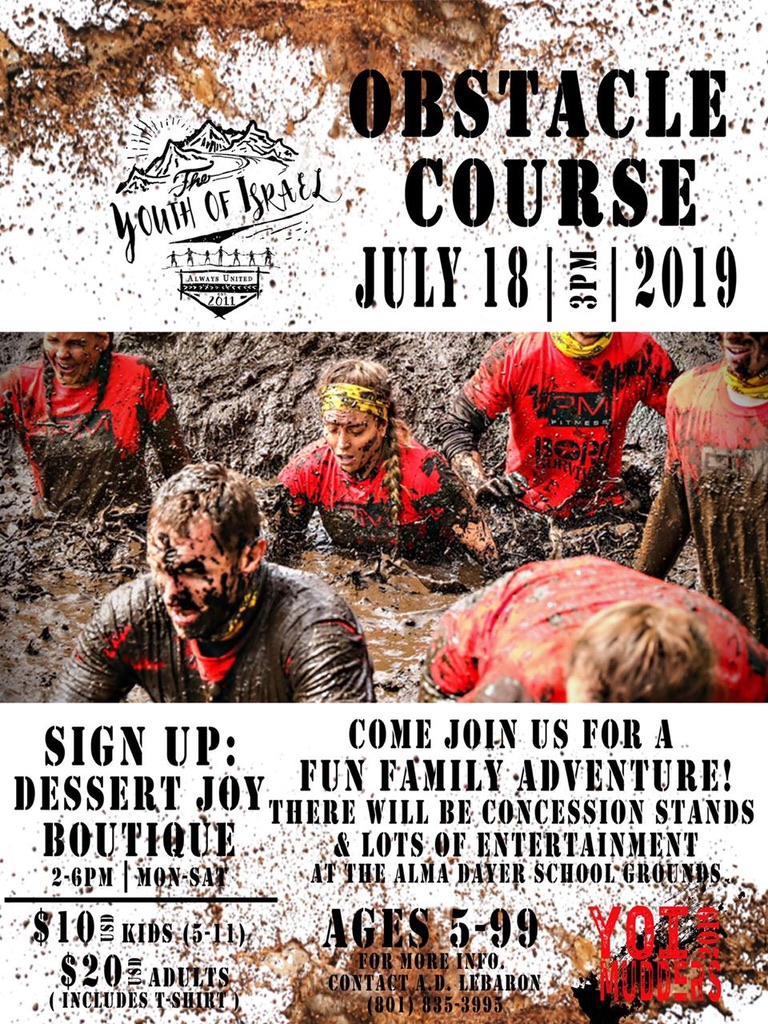 OBSTACLE
COURSE
JULY 18 | 3PM | 2019
The
YOUTH OF ISRAEL
ALWAYS UNITED
2011
PM
FITNESS
PM
SIGN UP:
DESSERT JOY
BOUTIQUE
2-6PM | MON-SAT
$10 USD KIDS (5-11)
$20 USD ADULTS
( INCLUDES T-SHIRT )
COME JOIN US FOR A
FUN FAMILY ADVENTURE!
THERE WILL BE CONCESSION STANDS
& LOTS OF ENTERTAINMENT
AT THE ALMA DAYER SCHOOL GROUNDS.
AGES 5-99
FOR MORE INFO.
CONTACT A.D. LEBARON
(801) 835-3995
YOI 2019
MUDDERS